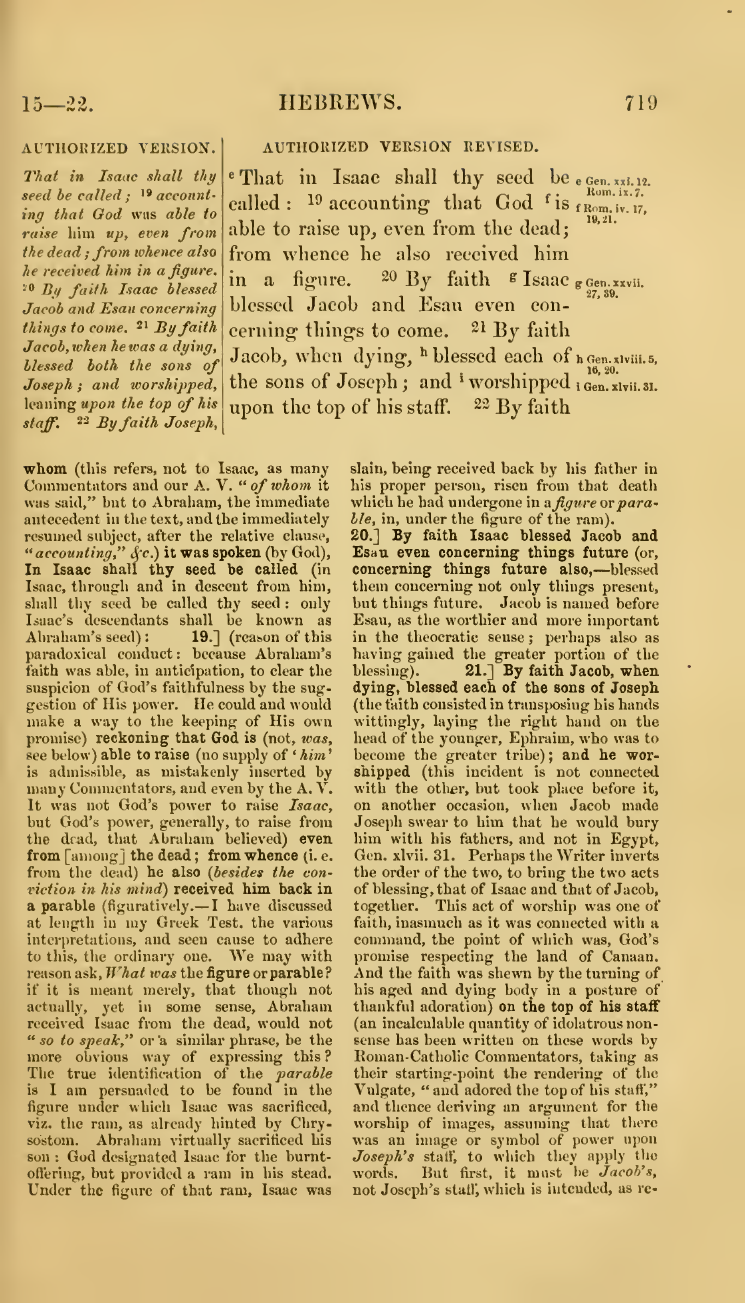 15—22.
HEBREWS.
719
AUTHORIZED VERSION.
That in Isaac shall thy
seed be called; 19 account-
ing that God was able to
raise him up, even from
the dead; from whence also
he received him in a figure.
20 By faith Isaac blessed
Jacob and Esau concerning
things to come. 21 By faith
Jacob, when he was a dying,
blessed both the sons of
Joseph; and worshipped,
leaning upon the top of his
staff. 22 By faith Joseph,
AUTHORIZED VERSION REVISED.
e That in Isaac shall thy seed be
called: 19 accounting that God f is
able to raise up, even from the dead;
from whence he also received him
in a figure. 20 By faith g Isaac
blessed Jacob and Esau even con-
cerning things to come. 21 By faith
Jacob, when dying, h blessed each of
the sons of Joseph; and i worshipped
upon the top of his staff. 22 By faith
e Gen. xxi. 12.
Rom. ix. 7.
f Rom. iv. 17,
19, 21.
g Gen. xxvii.
27, 39.
h Gen. xlviii. 5,
16, 20.
i Gen. xlvii. 31.
whom (this refers, not to Isaac, as many
Commentators and our A. V. "of whom it
was said," but to Abraham, the immediate
antecedent in the text, and the immediately
resumed subject, after the relative clause,
"accounting," &c.) it was spoken (by God),
In Isaac shall thy seed be called (in
Isaac, through and in descent from him,
shall thy seed be called thy seed: only
Isaac's descendants shall be known as
Abraham's seed): 19.] (reason of this
paradoxical conduct: because Abraham's
faith was able, in anticipation, to clear the
suspicion of God's faithfulness by the sug-
gestion of His power. He could and would
make a way to the keeping of His own
promise) reckoning that God is (not, was,
see below) able to raise (no supply of 'him'
is admissible, as mistakenly inserted by
many Commentators, and even by the A. V.
It was not God's power to raise Isaac,
but God's power, generally, to raise from
the dead, that Abraham believed) even
from [among] the dead; from whence (i. e.
from the dead) he also (besides the con-
viction in his mind) received him back in
a parable (figuratively.—I have discussed
at length in my Greek Test. the various
interpretations, and seen cause to adhere
to this, the ordinary one. We may with
reason ask, What was the figure or parable?
if it is meant merely, that though not
actually, yet in some sense, Abraham
received Isaac from the dead, would not
"so to speak," or a similar phrase, be the
more obvious way of expressing this?
The true identification of the parable
is I am persuaded to be found in the
figure under which Isaac was sacrificed,
viz. the ram, as already hinted by Chry-
sostom. Abraham virtually sacrificed his
son: God designated Isaac for the burnt-
offering, but provided a ram in his stead.
Under the figure of that ram, Isaac was
slain, being received back by his father in
his proper person, risen from that death
which he had undergone in a figure or para-
ble, in, under the figure of the ram).
20.] By faith Isaac blessed Jacob and
Esau even concerning things future (or,
concerning things future also,—blessed
them concerning not only things present,
but things future. Jacob is named before
Esau, as the worthier and more important
in the theocratic sense; perhaps also as
having gained the greater portion of the
blessing). 21.] By faith Jacob, when
dying, blessed each of the sons of Joseph
(the faith consisted in transposing his hands
wittingly, laying the right hand on the
head of the younger, Ephraim, who was to
become the greater tribe); and he wor-
shipped (this incident is not connected
with the other, but took place before it,
on another occasion, when Jacob made
Joseph swear to him that he would bury
him with his fathers, and not in Egypt,
Gen. xlvii. 31. Perhaps the Writer inverts
the order of the two, to bring the two acts
of blessing, that of Isaac and that of Jacob,
together. This act of worship was one of
faith, inasmuch as it was connected with a
command, the point of which was, God's
promise respecting the land of Canaan.
And the faith was shewn by the turning of
his aged and dying body in a posture of
thankful adoration) on the top of his staff
(an incalculable quantity of idolatrous non-
sense has been written on these words by
Roman-Catholic Commentators, taking as
their starting-point the rendering of the
Vulgate, "and adored the top of his staff,"
and thence deriving an argument for the
worship of images, assuming that there
was an image or symbol of power upon
Joseph's staff, to which they apply the
words. But first, it must be Jacob's,
not Joseph's staff, which is intended, as re-